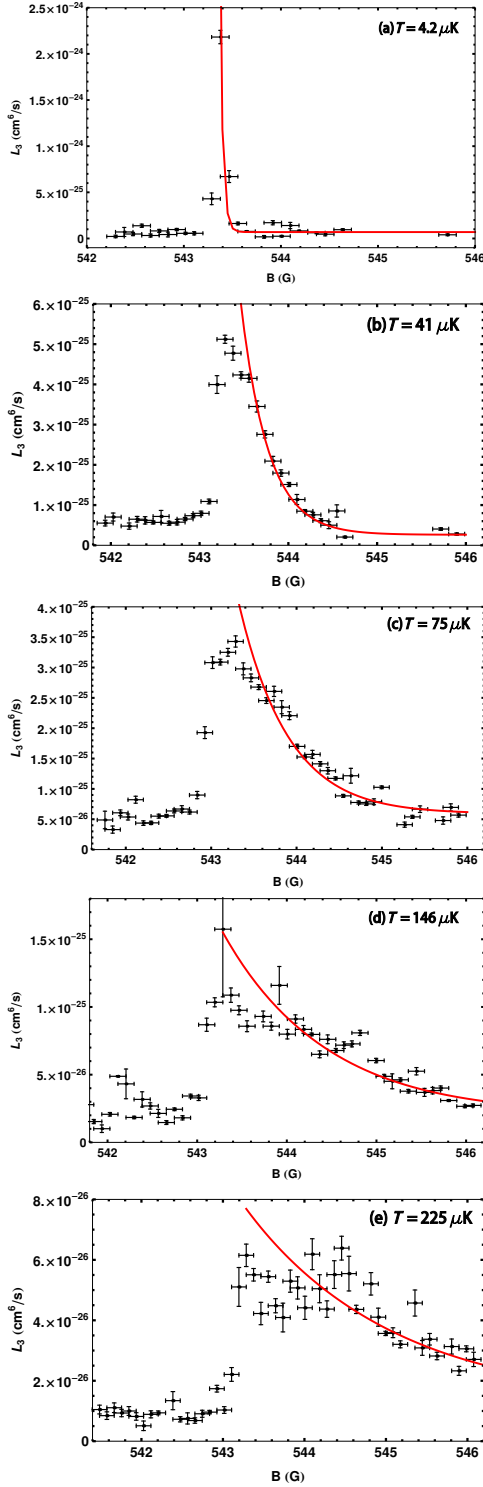 (a) T = 4.2 μK
2.5×10⁻²⁴
2.×10⁻²⁴
1.5×10⁻²⁴
1.×10⁻²⁴
5.×10⁻²⁵
0
L₃ (cm⁶/s)
542 543 544 545 546
B (G)
(b) T = 41 μK
6.×10⁻²⁵
5.×10⁻²⁵
4.×10⁻²⁵
3.×10⁻²⁵
2.×10⁻²⁵
1.×10⁻²⁵
0
L₃ (cm⁶/s)
542 543 544 545 546
B (G)
(c) T = 75 μK
4.×10⁻²⁵
3.5×10⁻²⁵
3.×10⁻²⁵
2.5×10⁻²⁵
2.×10⁻²⁵
1.5×10⁻²⁵
1.×10⁻²⁵
5.×10⁻²⁶
0
L₃ (cm⁶/s)
542 543 544 545 546
B (G)
(d) T = 146 μK
1.5×10⁻²⁵
1.×10⁻²⁵
5.×10⁻²⁶
0
L₃ (cm⁶/s)
542 543 544 545 546
B (G)
(e) T = 225 μK
8.×10⁻²⁶
6.×10⁻²⁶
4.×10⁻²⁶
2.×10⁻²⁶
0
L₃ (cm⁶/s)
542 543 544 545 546
B (G)